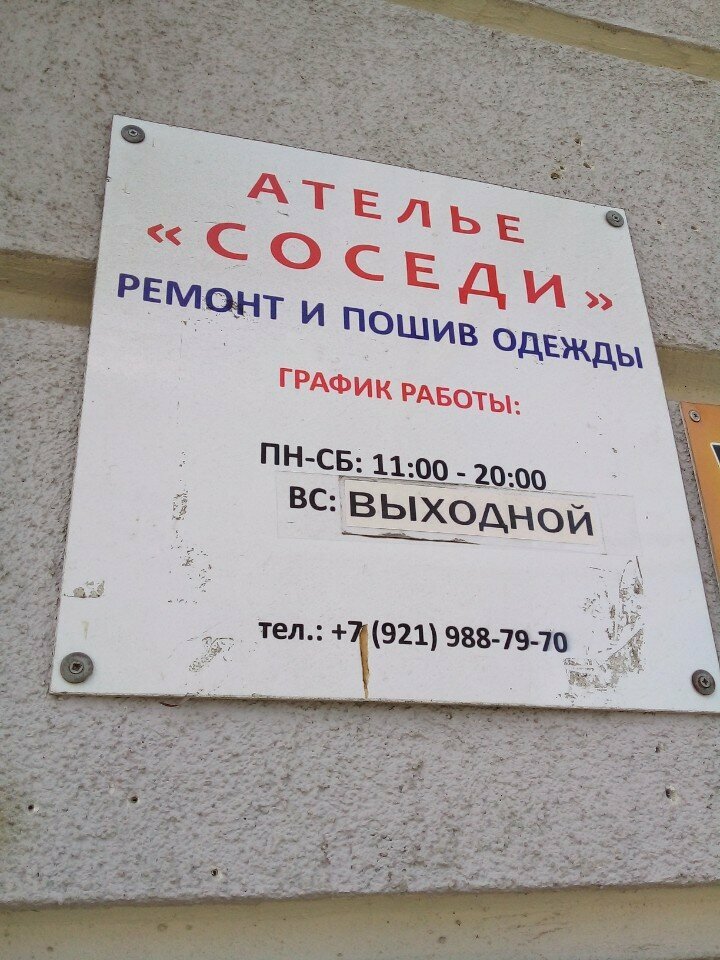 АТЕЛЬЕ
«СОСЕДИ»
РЕМОНТ И ПОШИВ ОДЕЖДЫ
ГРАФИК РАБОТЫ:
ПН-СБ: 11:00 - 20:00
ВС: ВЫХОДНОЙ
тел.: +7 (921) 988-79-70